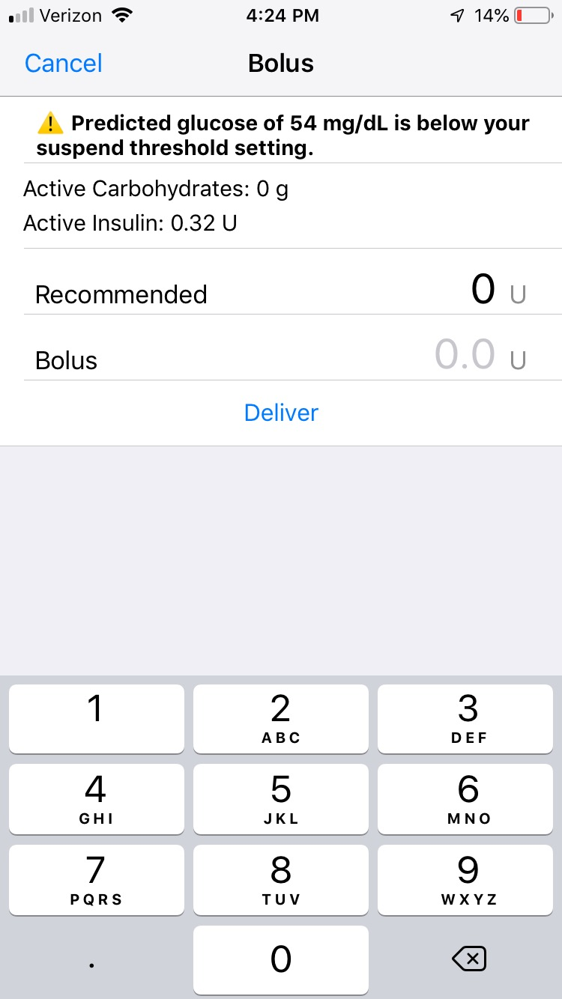 Verizon 4:24 PM 14%
Cancel Bolus
⚠️ Predicted glucose of 54 mg/dL is below your
suspend threshold setting.
Active Carbohydrates: 0 g
Active Insulin: 0.32 U
Recommended 0 U
Bolus 0.0 U
Deliver
1 2 3
ABC DEF
4 5 6
GHI JKL MNO
7 8 9
PQRS TUV WXYZ
. 0